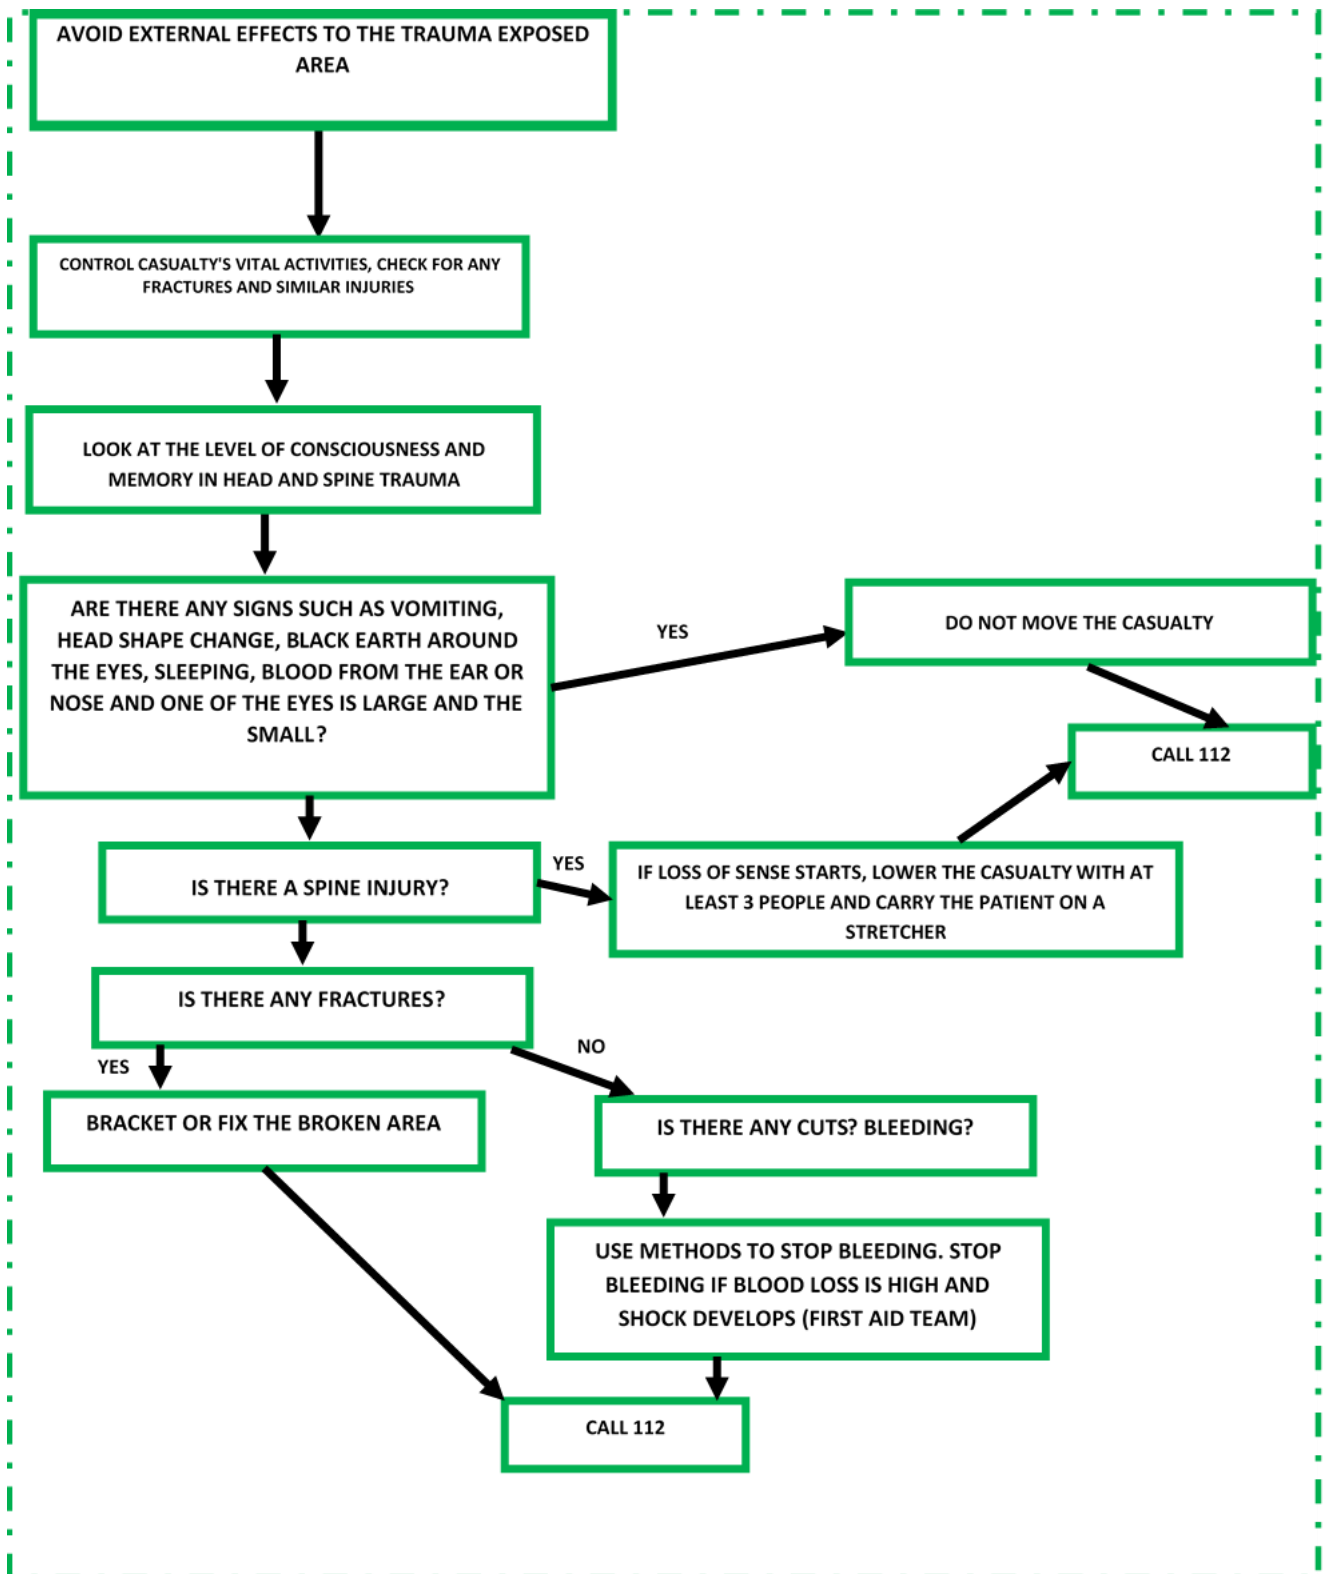 AVOID EXTERNAL EFFECTS TO THE TRAUMA EXPOSED
AREA
CONTROL CASUALTY'S VITAL ACTIVITIES, CHECK FOR ANY
FRACTURES AND SIMILAR INJURIES
LOOK AT THE LEVEL OF CONSCIOUSNESS AND
MEMORY IN HEAD AND SPINE TRAUMA
ARE THERE ANY SIGNS SUCH AS VOMITING,
HEAD SHAPE CHANGE, BLACK EARTH AROUND
THE EYES, SLEEPING, BLOOD FROM THE EAR OR
NOSE AND ONE OF THE EYES IS LARGE AND THE
SMALL?
YES
DO NOT MOVE THE CASUALTY
CALL 112
IS THERE A SPINE INJURY?
YES
IF LOSS OF SENSE STARTS, LOWER THE CASUALTY WITH AT
LEAST 3 PEOPLE AND CARRY THE PATIENT ON A
STRETCHER
IS THERE ANY FRACTURES?
YES
NO
BRACKET OR FIX THE BROKEN AREA
IS THERE ANY CUTS? BLEEDING?
USE METHODS TO STOP BLEEDING. STOP
BLEEDING IF BLOOD LOSS IS HIGH AND
SHOCK DEVELOPS (FIRST AID TEAM)
CALL 112